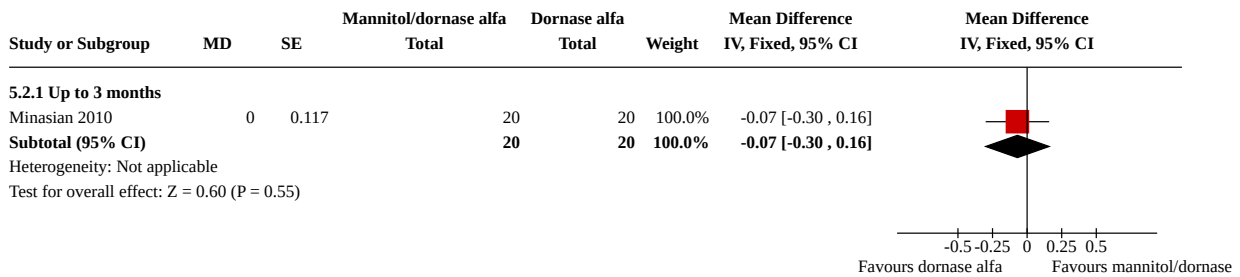 Mannitol/dornase alfa Dornase alfa Mean Difference Mean Difference
Study or Subgroup MD SE Total Total Weight IV, Fixed, 95% CI IV, Fixed, 95% CI
5.2.1 Up to 3 months
Minasian 2010 0 0.117 20 20 100.0% -0.07 [-0.30 , 0.16]
Subtotal (95% CI) 20 20 100.0% -0.07 [-0.30 , 0.16]
Heterogeneity: Not applicable
Test for overall effect: Z = 0.60 (P = 0.55)
-0.5 -0.25 0 0.25 0.5
Favours dornase alfa Favours mannitol/dornase